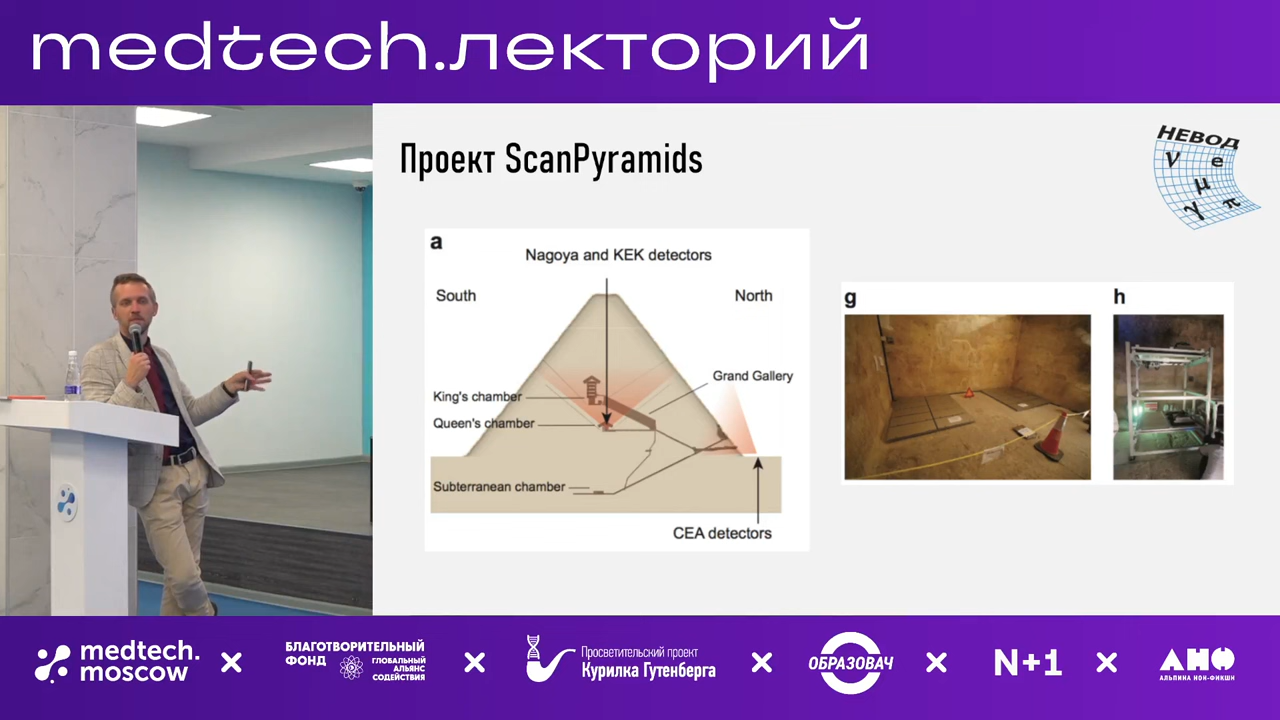 medtech.лекторий
Проект ScanPyramids
НЕВОД
ν e
μ
γ π
a
Nagoya and KEK detectors
South
North
Grand Gallery
King's chamber
Queen's chamber
Subterranean chamber
CEA detectors
g
h
medtech.
moscow
БЛАГОТВОРИТЕЛЬНЫЙ
ФОНД
ГЛОБАЛЬНЫЙ
АЛЬЯНС
СОДЕЙСТВИЯ
Просветительский проект
Курилка Гутенберга
ОБРАЗОВАЧ
N+1
АНФ
АЛЬПИНА НОН-ФИКШН